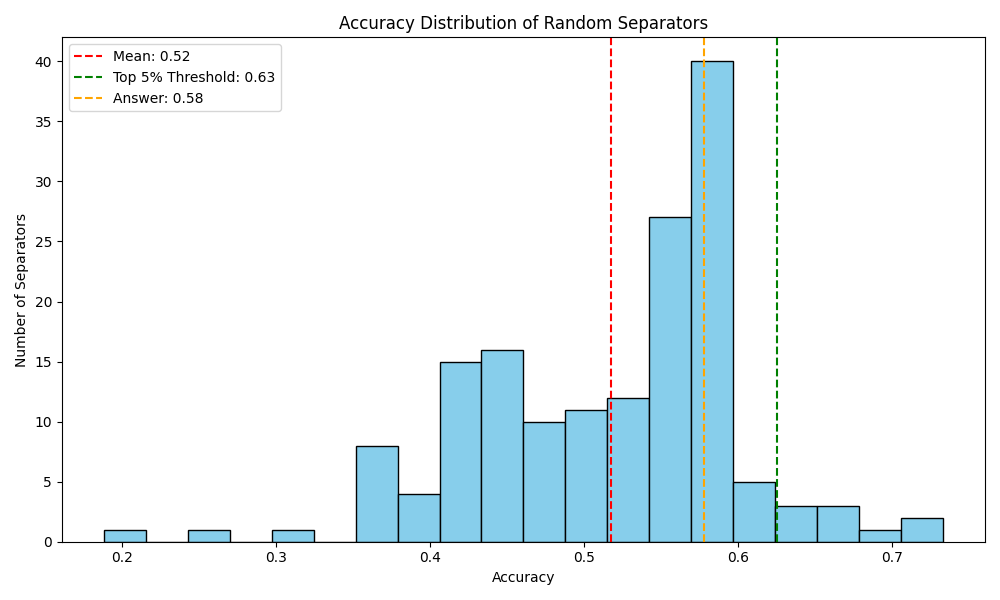 Accuracy Distribution of Random Separators
Mean: 0.52
Top 5% Threshold: 0.63
Answer: 0.58
Number of Separators
40
35
30
25
20
15
10
5
0
0.2 0.3 0.4 0.5 0.6 0.7
Accuracy